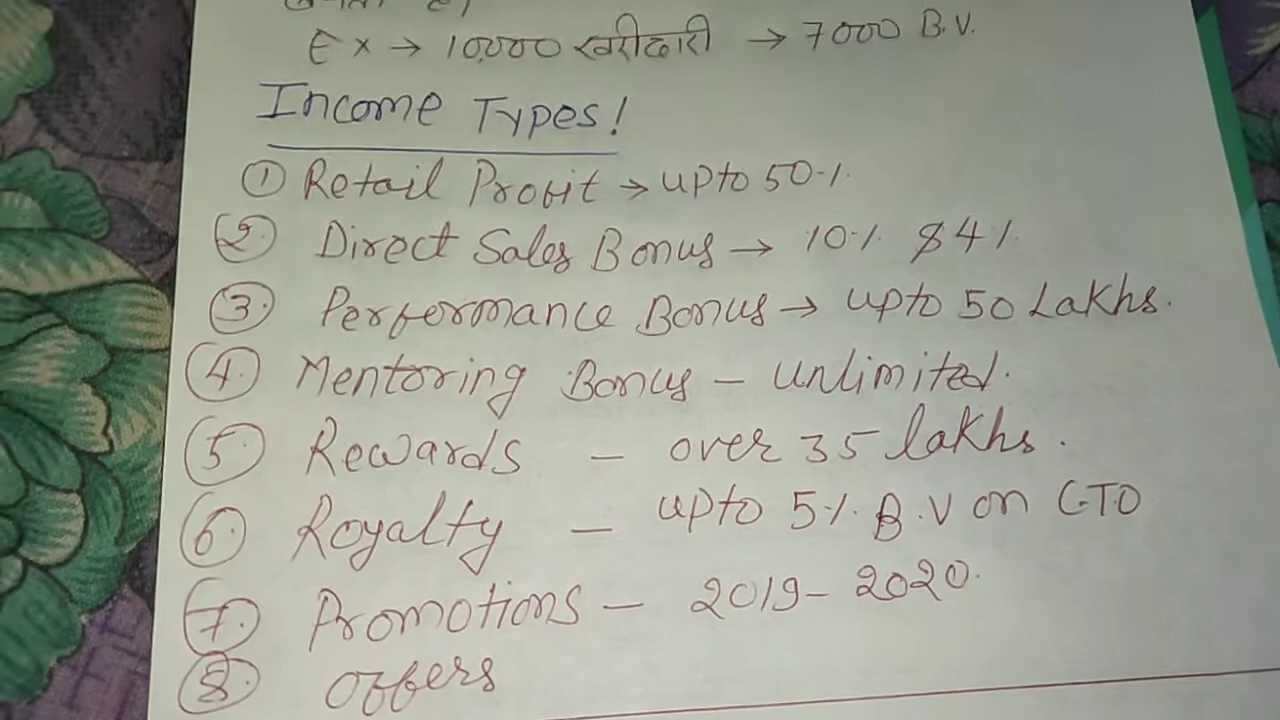 Ex → 10,000 खरीदारी → 7000 B.V.
Income Types!
① Retail Profit → upto 50%.
② Direct Sales Bonus → 10% $4%
③ Performance Bonus → upto 50 Lakhs.
④ Mentoring Bonus – unlimited.
⑤ Rewards – over 35 lakhs.
⑥ Royalty – upto 5% B.V on CTO
⑦ Promotions – 2019-2020.
⑧ Offers